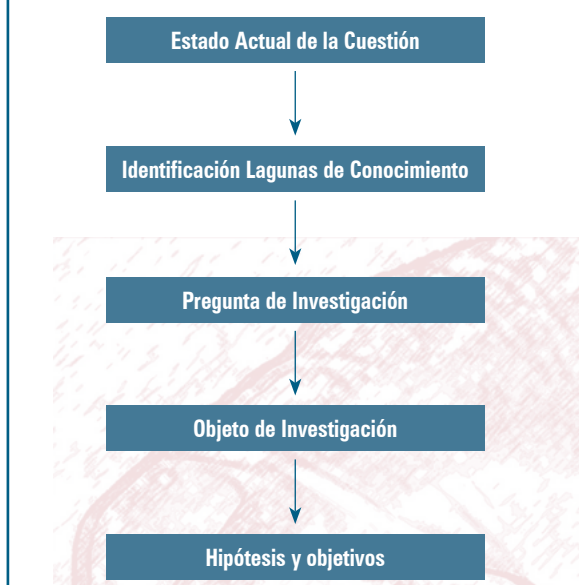 Estado Actual de la Cuestión
Identificación Lagunas de Conocimiento
Pregunta de Investigación
Objeto de Investigación
Hipótesis y objetivos